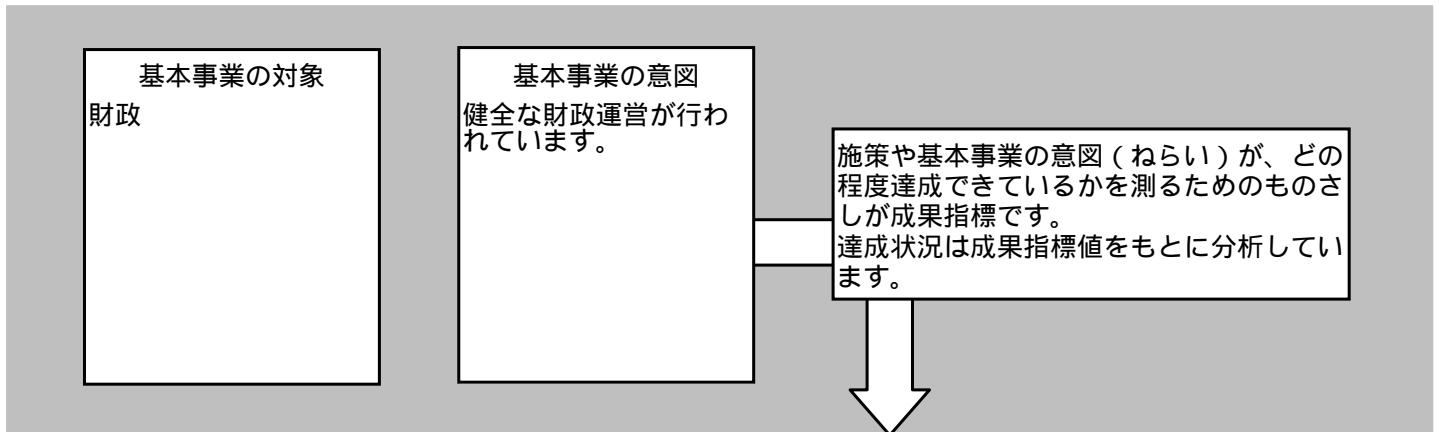 基本事業の対象
財政
基本事業の意図
健全な財政運営が行わ
れています。
施策や基本事業の意図(ねらい)が、どの
程度達成できているかを測るためのものさ
しが成果指標です。
達成状況は成果指標値をもとに分析してい
ます。